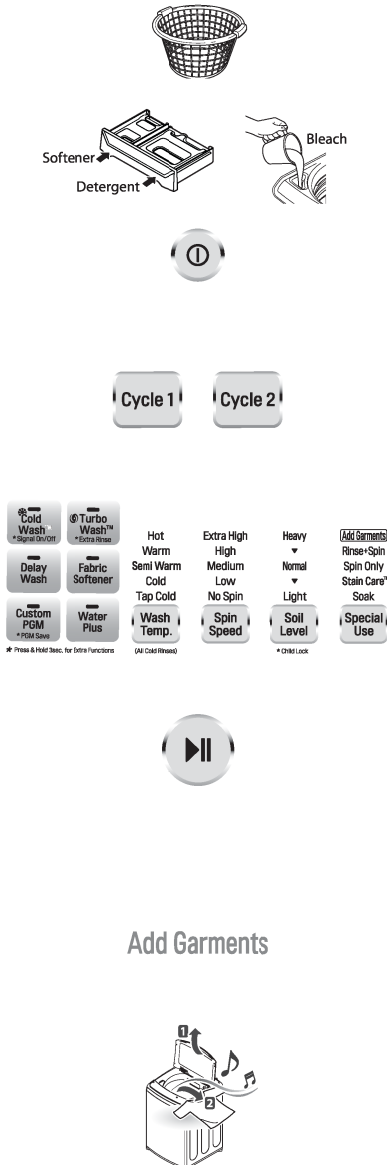 Bleach
Softener
Detergent
Cycle 1 Cycle 2
Cold Wash™
*Signal On/Off
Turbo Wash™
*Extra Rinse
Delay Wash
Fabric Softener
Custom PGM
*PGM Save
Water Plus
* Press & Hold 3sec. for Extra Functions
Hot
Warm
Semi Warm
Cold
Tap Cold
Wash Temp.
(All Cold Rinses)
Extra High
High
Medium
Low
No Spin
Spin Speed
Heavy
▼
Normal
▼
Light
Soil Level
* Child Lock
Add Garments
Rinse+Spin
Spin Only
Stain Care™
Soak
Special Use
Add Garments
1
2